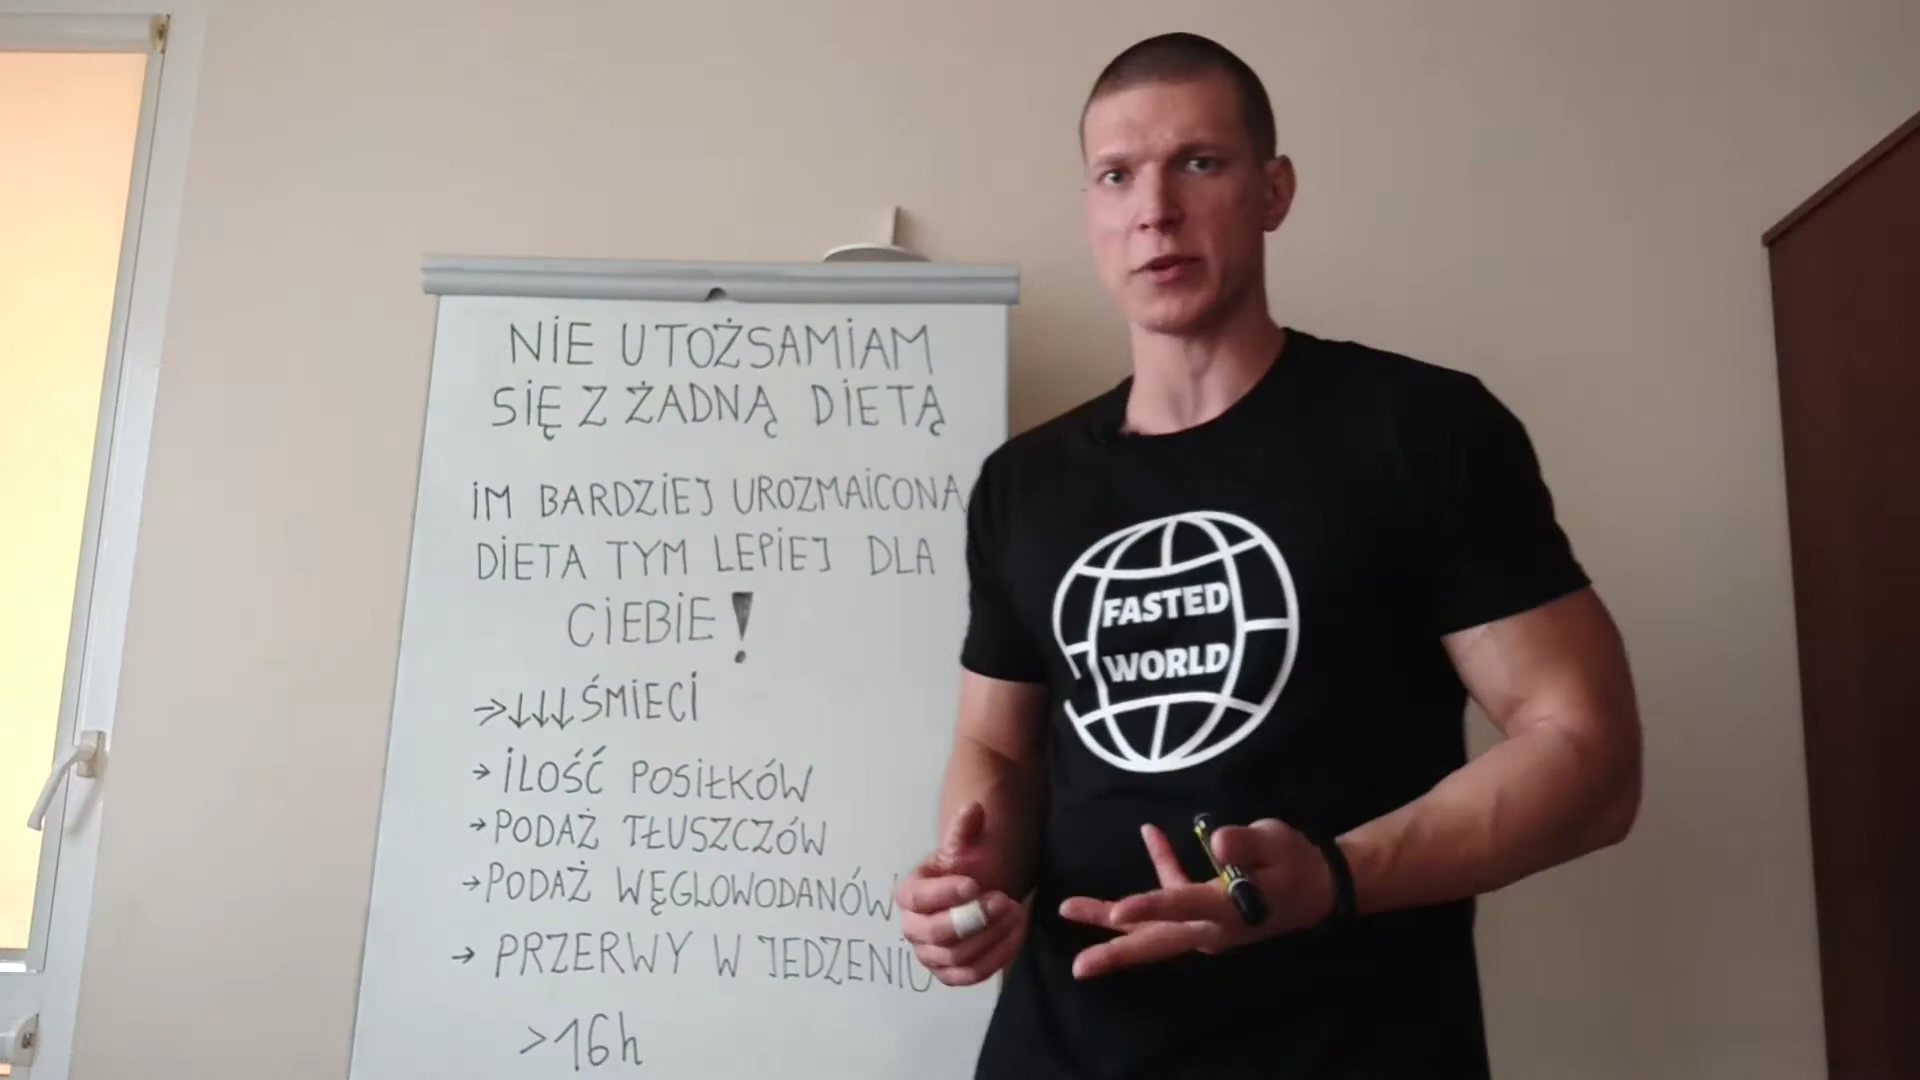 NIE UTOŻSAMIAM
SIĘ Z ŻADNĄ DIETĄ
IM BARDZIEJ UROZMAICONA
DIETA TYM LEPIEJ DLA
CIEBIE!
→↓↓↓ŚMIECI
→ILOŚĆ POSIŁKÓW
→PODAŻ TŁUSZCZÓW
→PODAŻ WĘGLOWODANÓW
→ PRZERWY W JEDZENIU
>16h
FASTED
WORLD